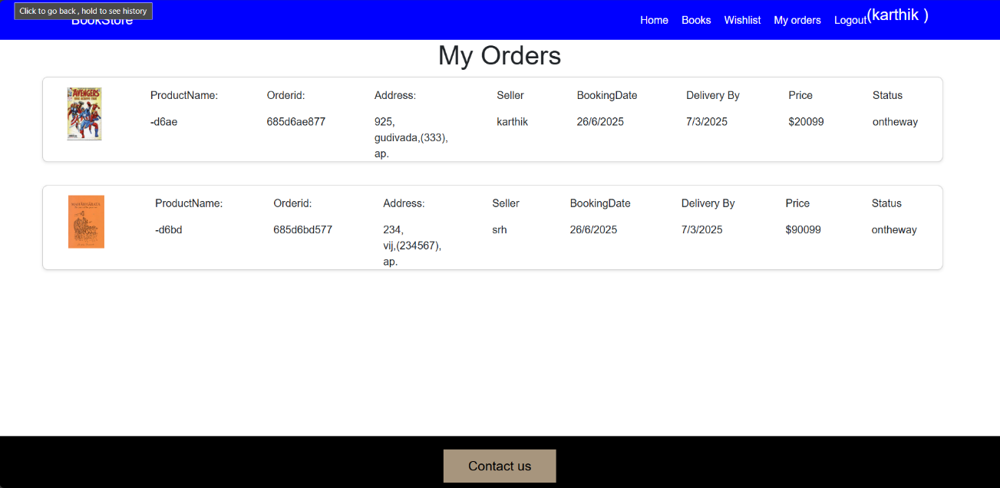 Click to go back, hold to see history
BookStore
Home Books Wishlist My orders Logout(karthik )
My Orders
AVENGERS
ProductName: Orderid: Address: Seller BookingDate Delivery By Price Status
-d6ae 685d6ae877 925, karthik 26/6/2025 7/3/2025 $20099 ontheway
gudivada,(333),
ap.
ProductName: Orderid: Address: Seller BookingDate Delivery By Price Status
-d6bd 685d6bd577 234, srh 26/6/2025 7/3/2025 $90099 ontheway
vij,(234567),
ap.
Contact us